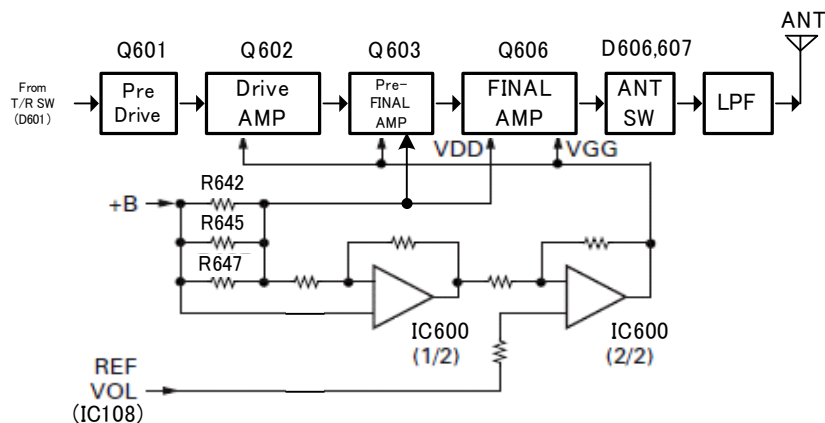 ANT
Q601 Q602 Q603 Q606 D606,607
From
T/R SW
(D601)
Pre
Drive
Drive
AMP
Pre-
FINAL
AMP
FINAL
AMP
ANT
SW
LPF
VDD VGG
+B
R642
R645
R647
IC600
(1/2)
IC600
(2/2)
REF
VOL
(IC108)